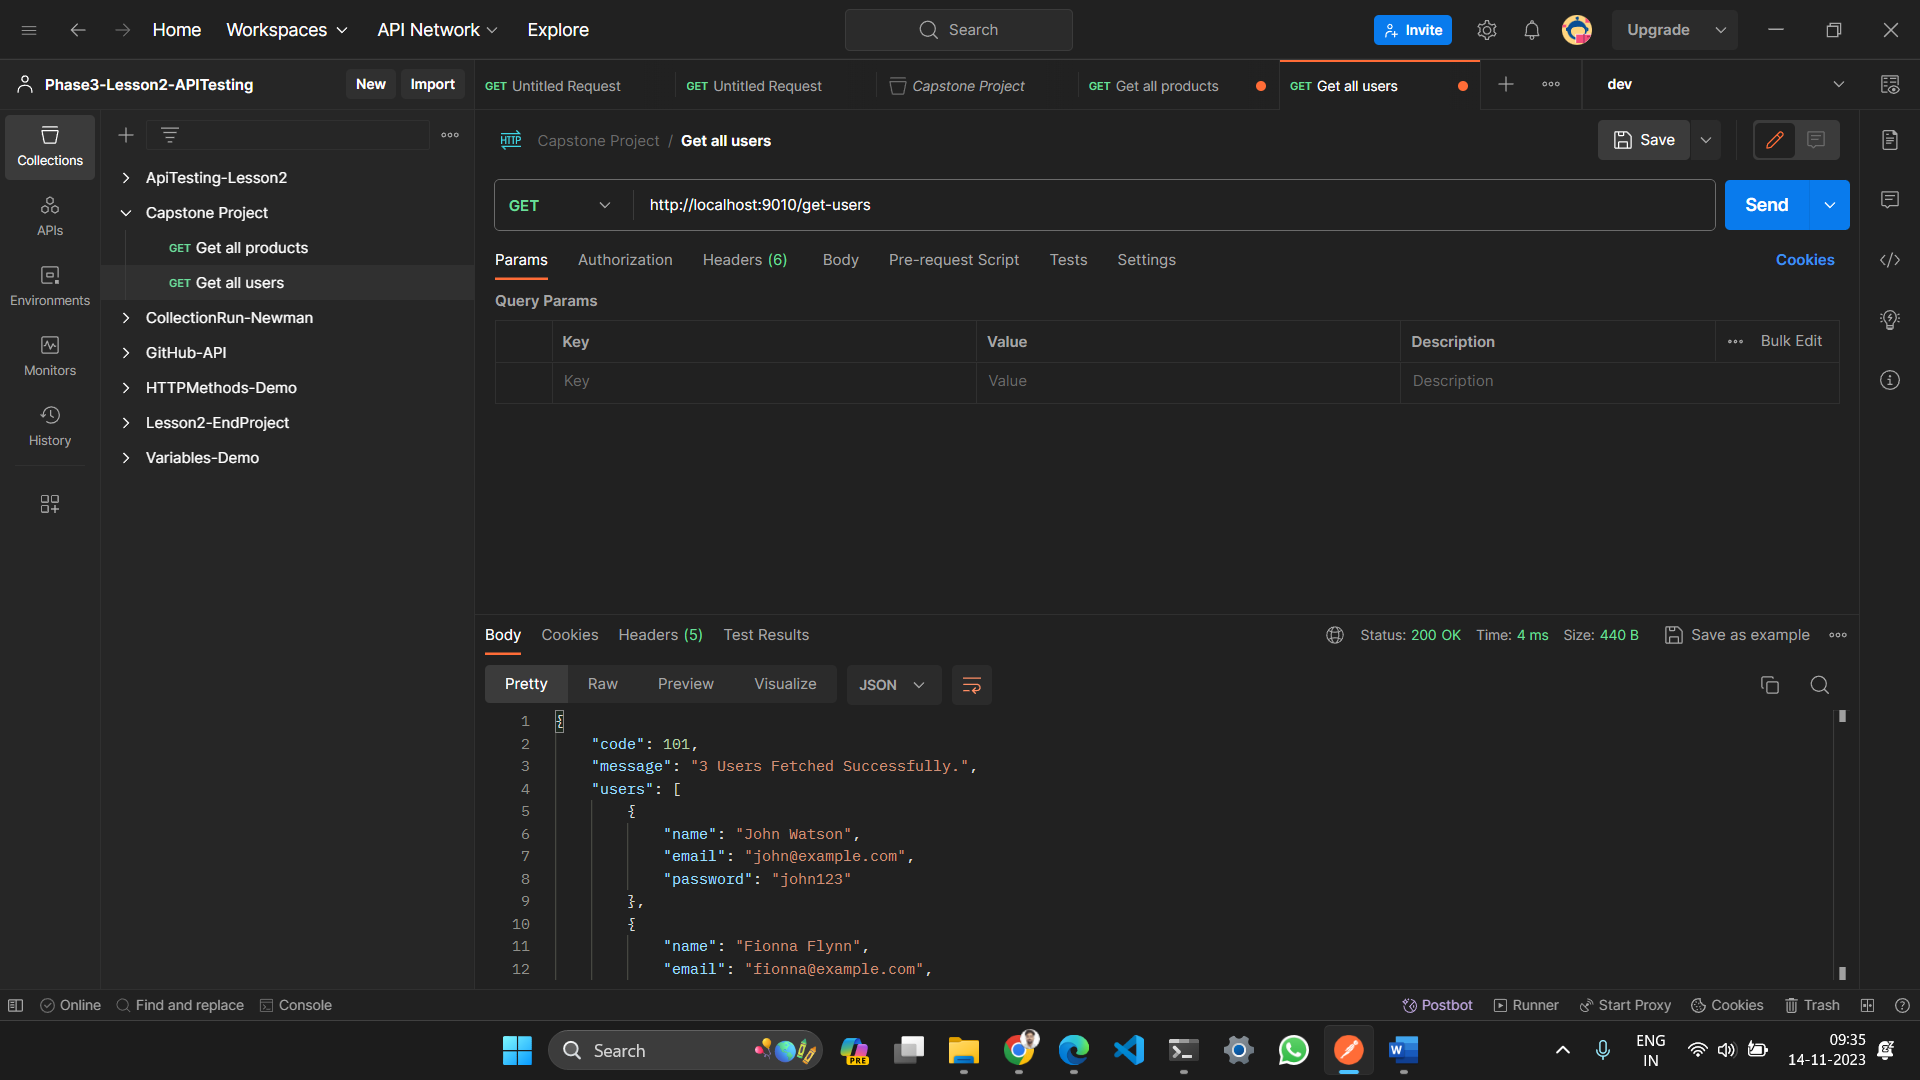 Home Workspaces API Network Explore Search Invite Upgrade
Phase3-Lesson2-APITesting New Import GET Untitled Request GET Untitled Request Capstone Project GET Get all products GET Get all users dev
Collections
APIs
Environments
Monitors
History
ApiTesting-Lesson2
Capstone Project
GET Get all products
GET Get all users
CollectionRun-Newman
GitHub-API
HTTPMethods-Demo
Lesson2-EndProject
Variables-Demo
HTTP Capstone Project / Get all users Save
GET http://localhost:9010/get-users Send
Params Authorization Headers (6) Body Pre-request Script Tests Settings Cookies
Query Params
Key Value Description Bulk Edit
Key Value Description
Body Cookies Headers (5) Test Results Status: 200 OK Time: 4 ms Size: 440 B Save as example
Pretty Raw Preview Visualize JSON
1 {
2 "code": 101,
3 "message": "3 Users Fetched Successfully.",
4 "users": [
5 {
6 "name": "John Watson",
7 "email": "john@example.com",
8 "password": "john123"
9 },
10 {
11 "name": "Fionna Flynn",
12 "email": "fionna@example.com",
Online Find and replace Console Postbot Runner Start Proxy Cookies Trash
Search PRE ENG 09:35
IN 14-11-2023